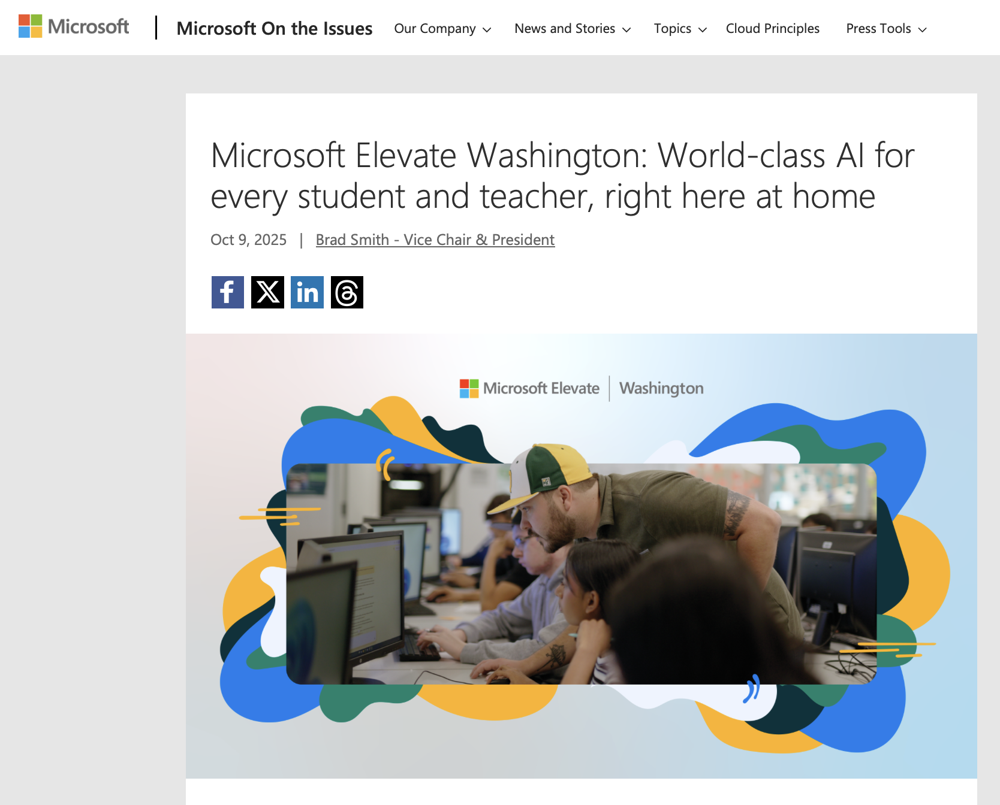 Microsoft
Microsoft On the Issues
Our Company
News and Stories
Topics
Cloud Principles
Press Tools
Microsoft Elevate Washington: World-class AI for
every student and teacher, right here at home
Oct 9, 2025 | Brad Smith - Vice Chair & President
Microsoft Elevate | Washington